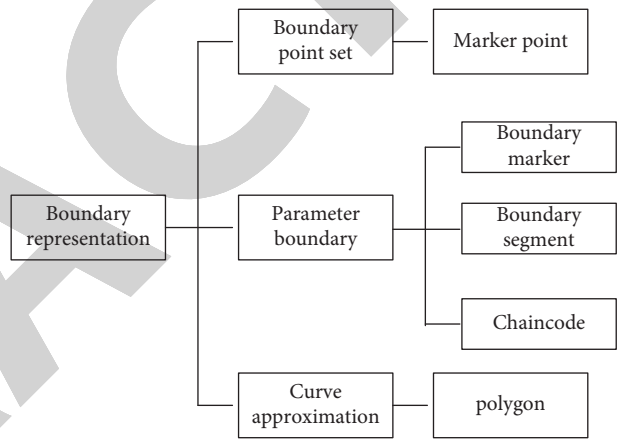 Boundary
point set
Marker point
Boundary
marker
Boundary
representation
Parameter
boundary
Boundary
segment
Chaincode
Curve
approximation
polygon